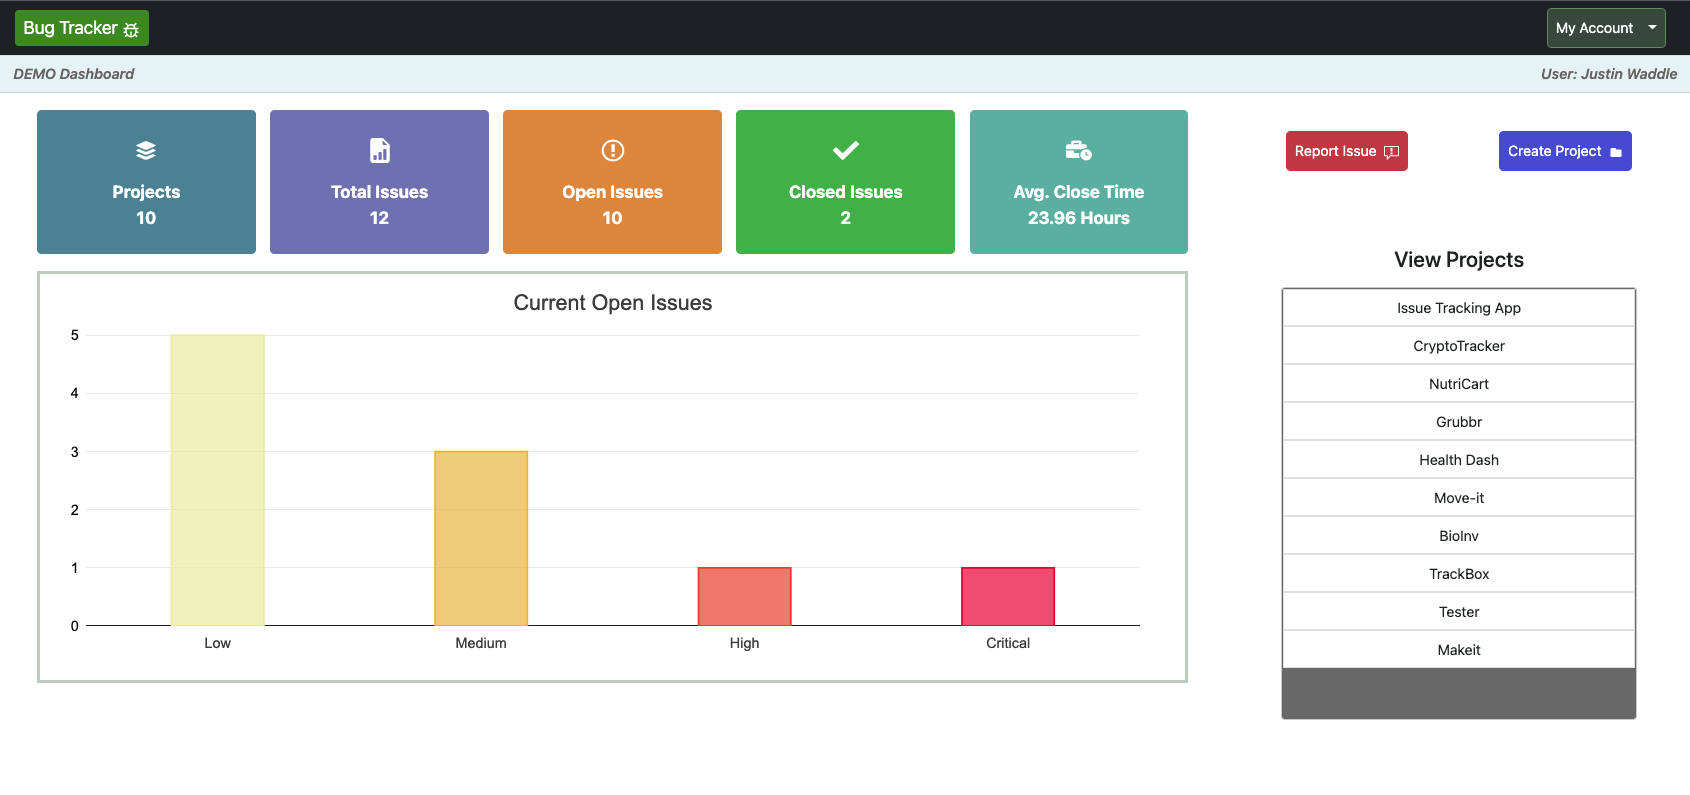 Bug Tracker
My Account
DEMO Dashboard
User: Justin Waddle
Projects
10
Total Issues
12
Open Issues
10
Closed Issues
2
Avg. Close Time
23.96 Hours
Report Issue
Create Project
Current Open Issues
5
4
3
2
1
0
Low
Medium
High
Critical
View Projects
Issue Tracking App
CryptoTracker
NutriCart
Grubbr
Health Dash
Move-it
BioInv
TrackBox
Tester
Makeit